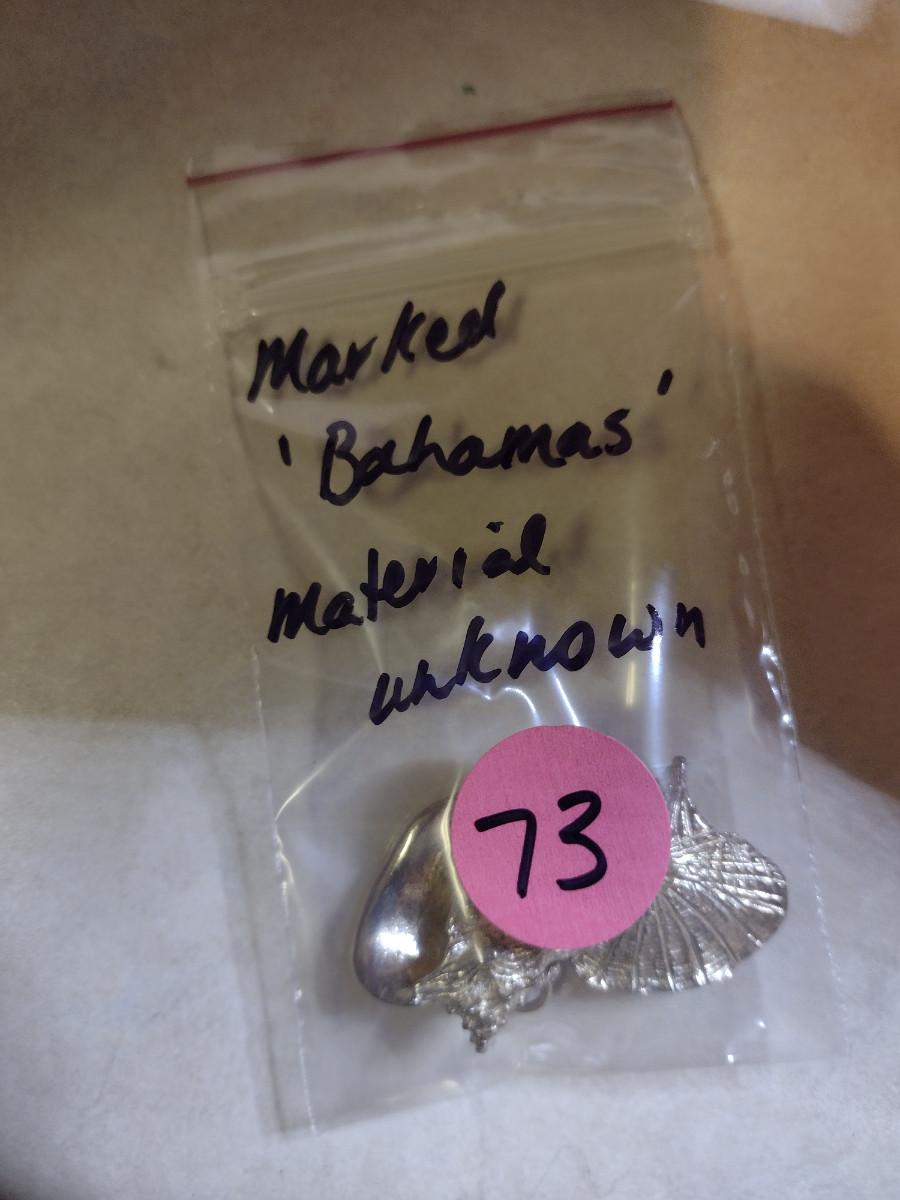 Marked
'Bahamas'
material
unknown
73